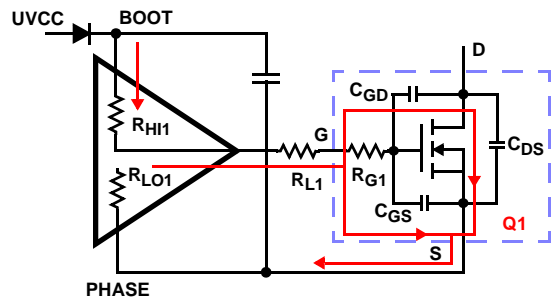 UVCC
BOOT
D
CGD
RHI1
G
CDS
RLO1
RL1
RG1
CGS
Q1
S
PHASE